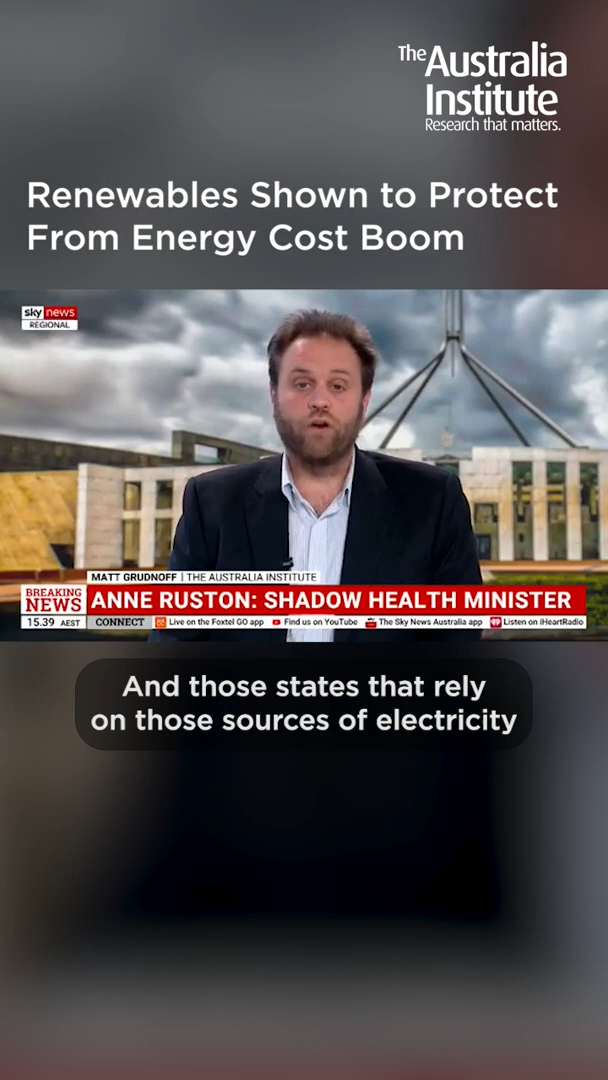 The Australia
Institute
Research that matters.
Renewables Shown to Protect
From Energy Cost Boom
sky news
REGIONAL
MATT GRUDNOFF | THE AUSTRALIA INSTITUTE
BREAKING
NEWS
ANNE RUSTON: SHADOW HEALTH MINISTER
15.39 AEST
CONNECT
Live on the Foxtel GO app
Find us on YouTube
The Sky News Australia app
Listen on iHeartRadio
And those states that rely
on those sources of electricity